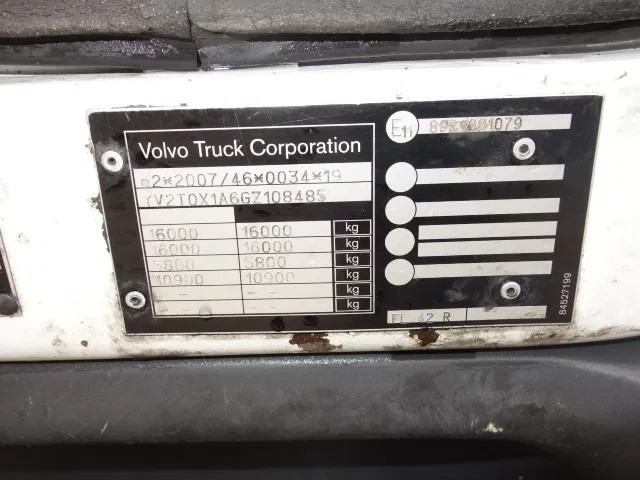 Volvo Truck Corporation
e2*2007/46*0034*19
YV2T0X1A6GZ108485
16000 16000 kg
16000 16000 kg
5800 5800 kg
10900 10900 kg
- - - - kg
- - - - kg
E11
FL 42 R
84527199